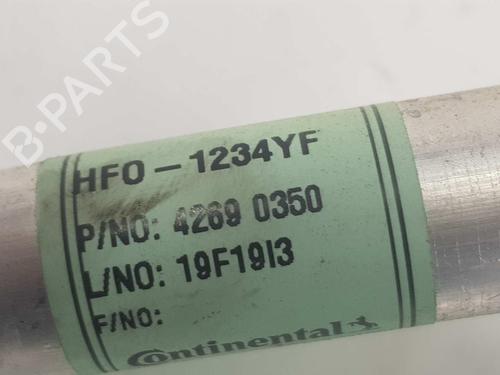 B-PARTS
HFO-1234YF
P/NO: 4269 0350
L/NO: 19F19I3
F/NO:
Continental